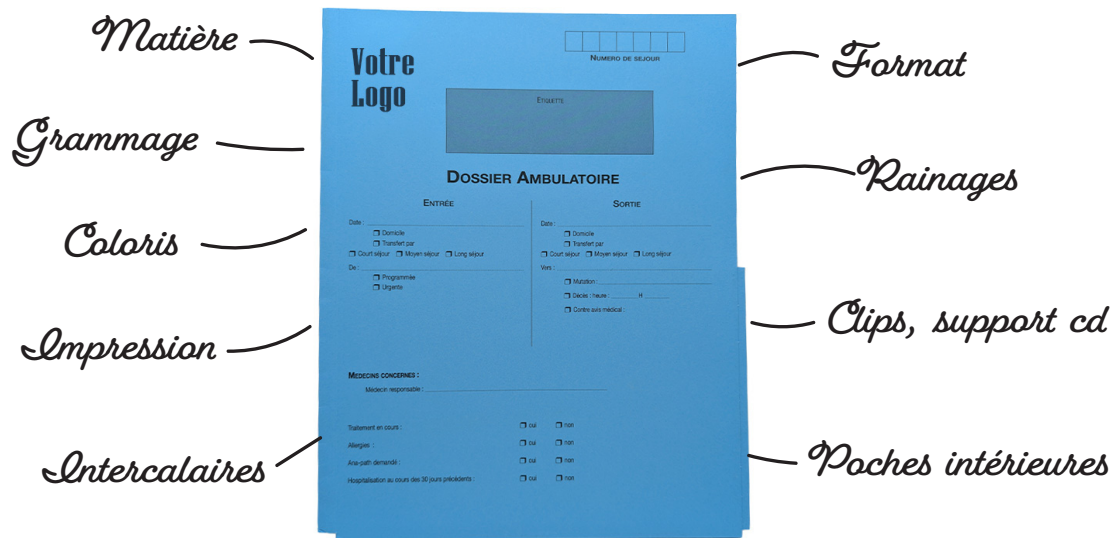 Matière
Grammage
Coloris
Impression
Intercalaires
Votre
Logo
NUMERO DE SEJOUR
ETIQUETTE
DOSSIER AMBULATOIRE
ENTRÉE
Date :
Domicile
Transfert par
Court séjour Moyen séjour Long séjour
De :
Programmée
Urgente
SORTIE
Date :
Domicile
Transfert par
Court séjour Moyen séjour Long séjour
Vers :
Mutation :
Décès : heure : H
Contre avis médical :
MEDECINS CONCERNES :
Médecin responsable :
Traitement en cours : oui non
Allergies : oui non
Ana-path demandé : oui non
Hospitalisation au cours des 30 jours précédents : oui non
Format
Rainages
Clips, support cd
Poches intérieures